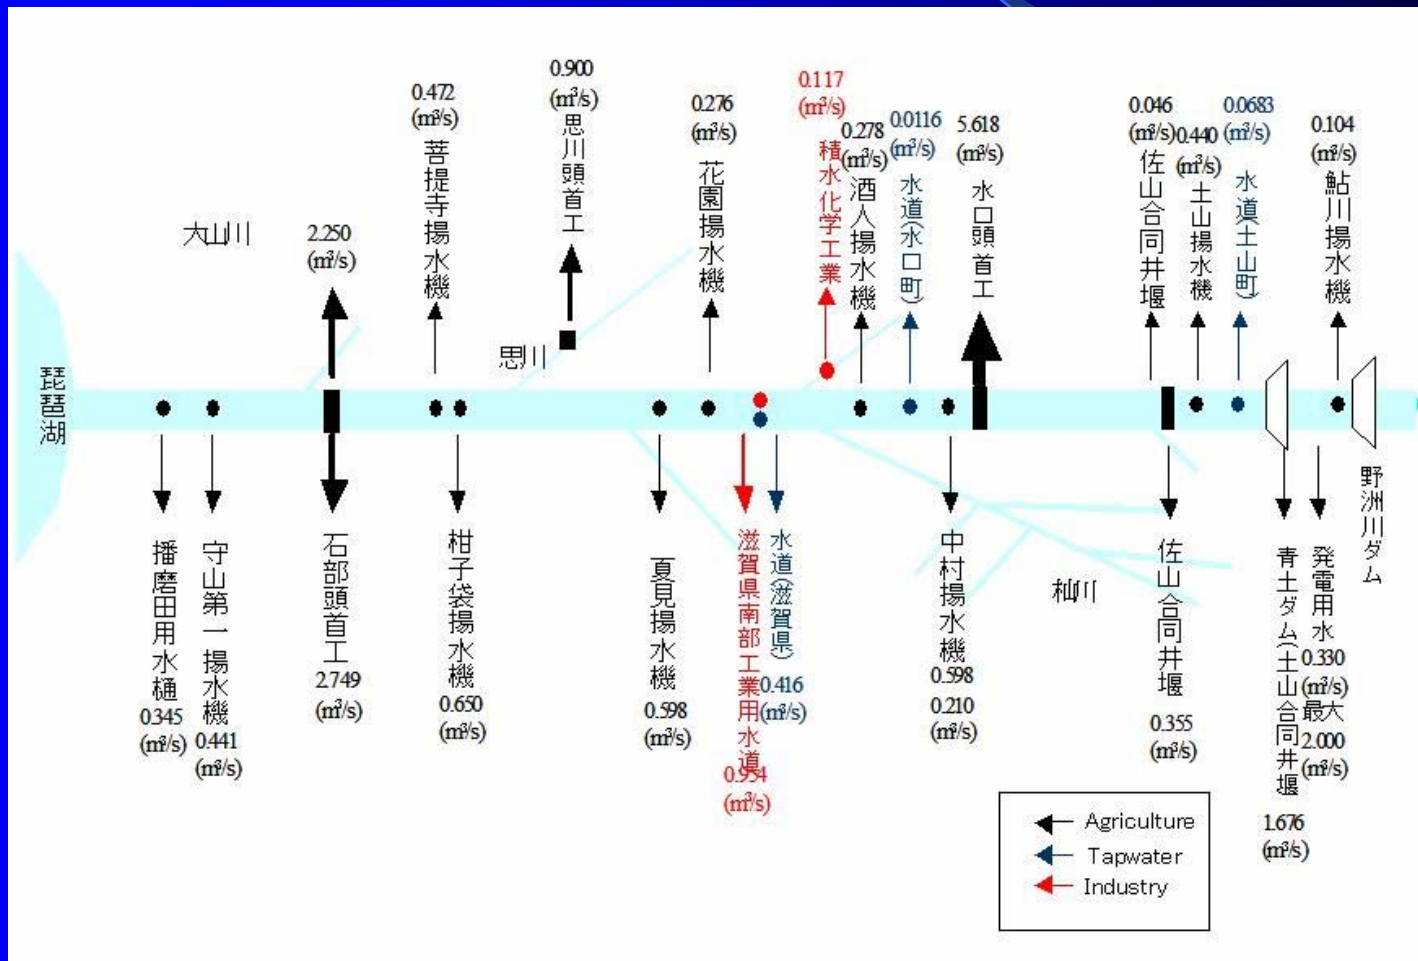 0.472
(m³/s)
菩提寺揚水機
0.900
(m³/s)
思川頭首工
0.276
(m³/s)
花園揚水機
0.117
(m³/s)
積水化学工業
0.278
(m³/s)
酒人揚水機
0.0116
(m³/s)
水道(水口町)
5.618
(m³/s)
水口頭首工
0.046
(m³/s)
佐山合同井堰
0.440
(m³/s)
土山揚水機
0.0683
(m³/s)
水道(土山町)
0.104
(m³/s)
鮎川揚水機
大山川
2.250
(m³/s)
思川
琵琶湖
播磨田用水樋
0.345
(m³/s)
守山第一揚水機
0.441
(m³/s)
石部頭首工
2.749
(m³/s)
柑子袋揚水機
0.650
(m³/s)
夏見揚水機
0.598
(m³/s)
滋賀県南部工業用水道
0.954
(m³/s)
水道(滋賀県)
0.416
(m³/s)
中村揚水機
0.598
0.210
(m³/s)
杣川
佐山合同井堰
0.355
(m³/s)
青土ダム(土山合同井堰)
1.676
(m³/s)
発電用水
0.330
(m³/s)
最大
2.000
(m³/s)
野洲川ダム
Agriculture
Tapwater
Industry